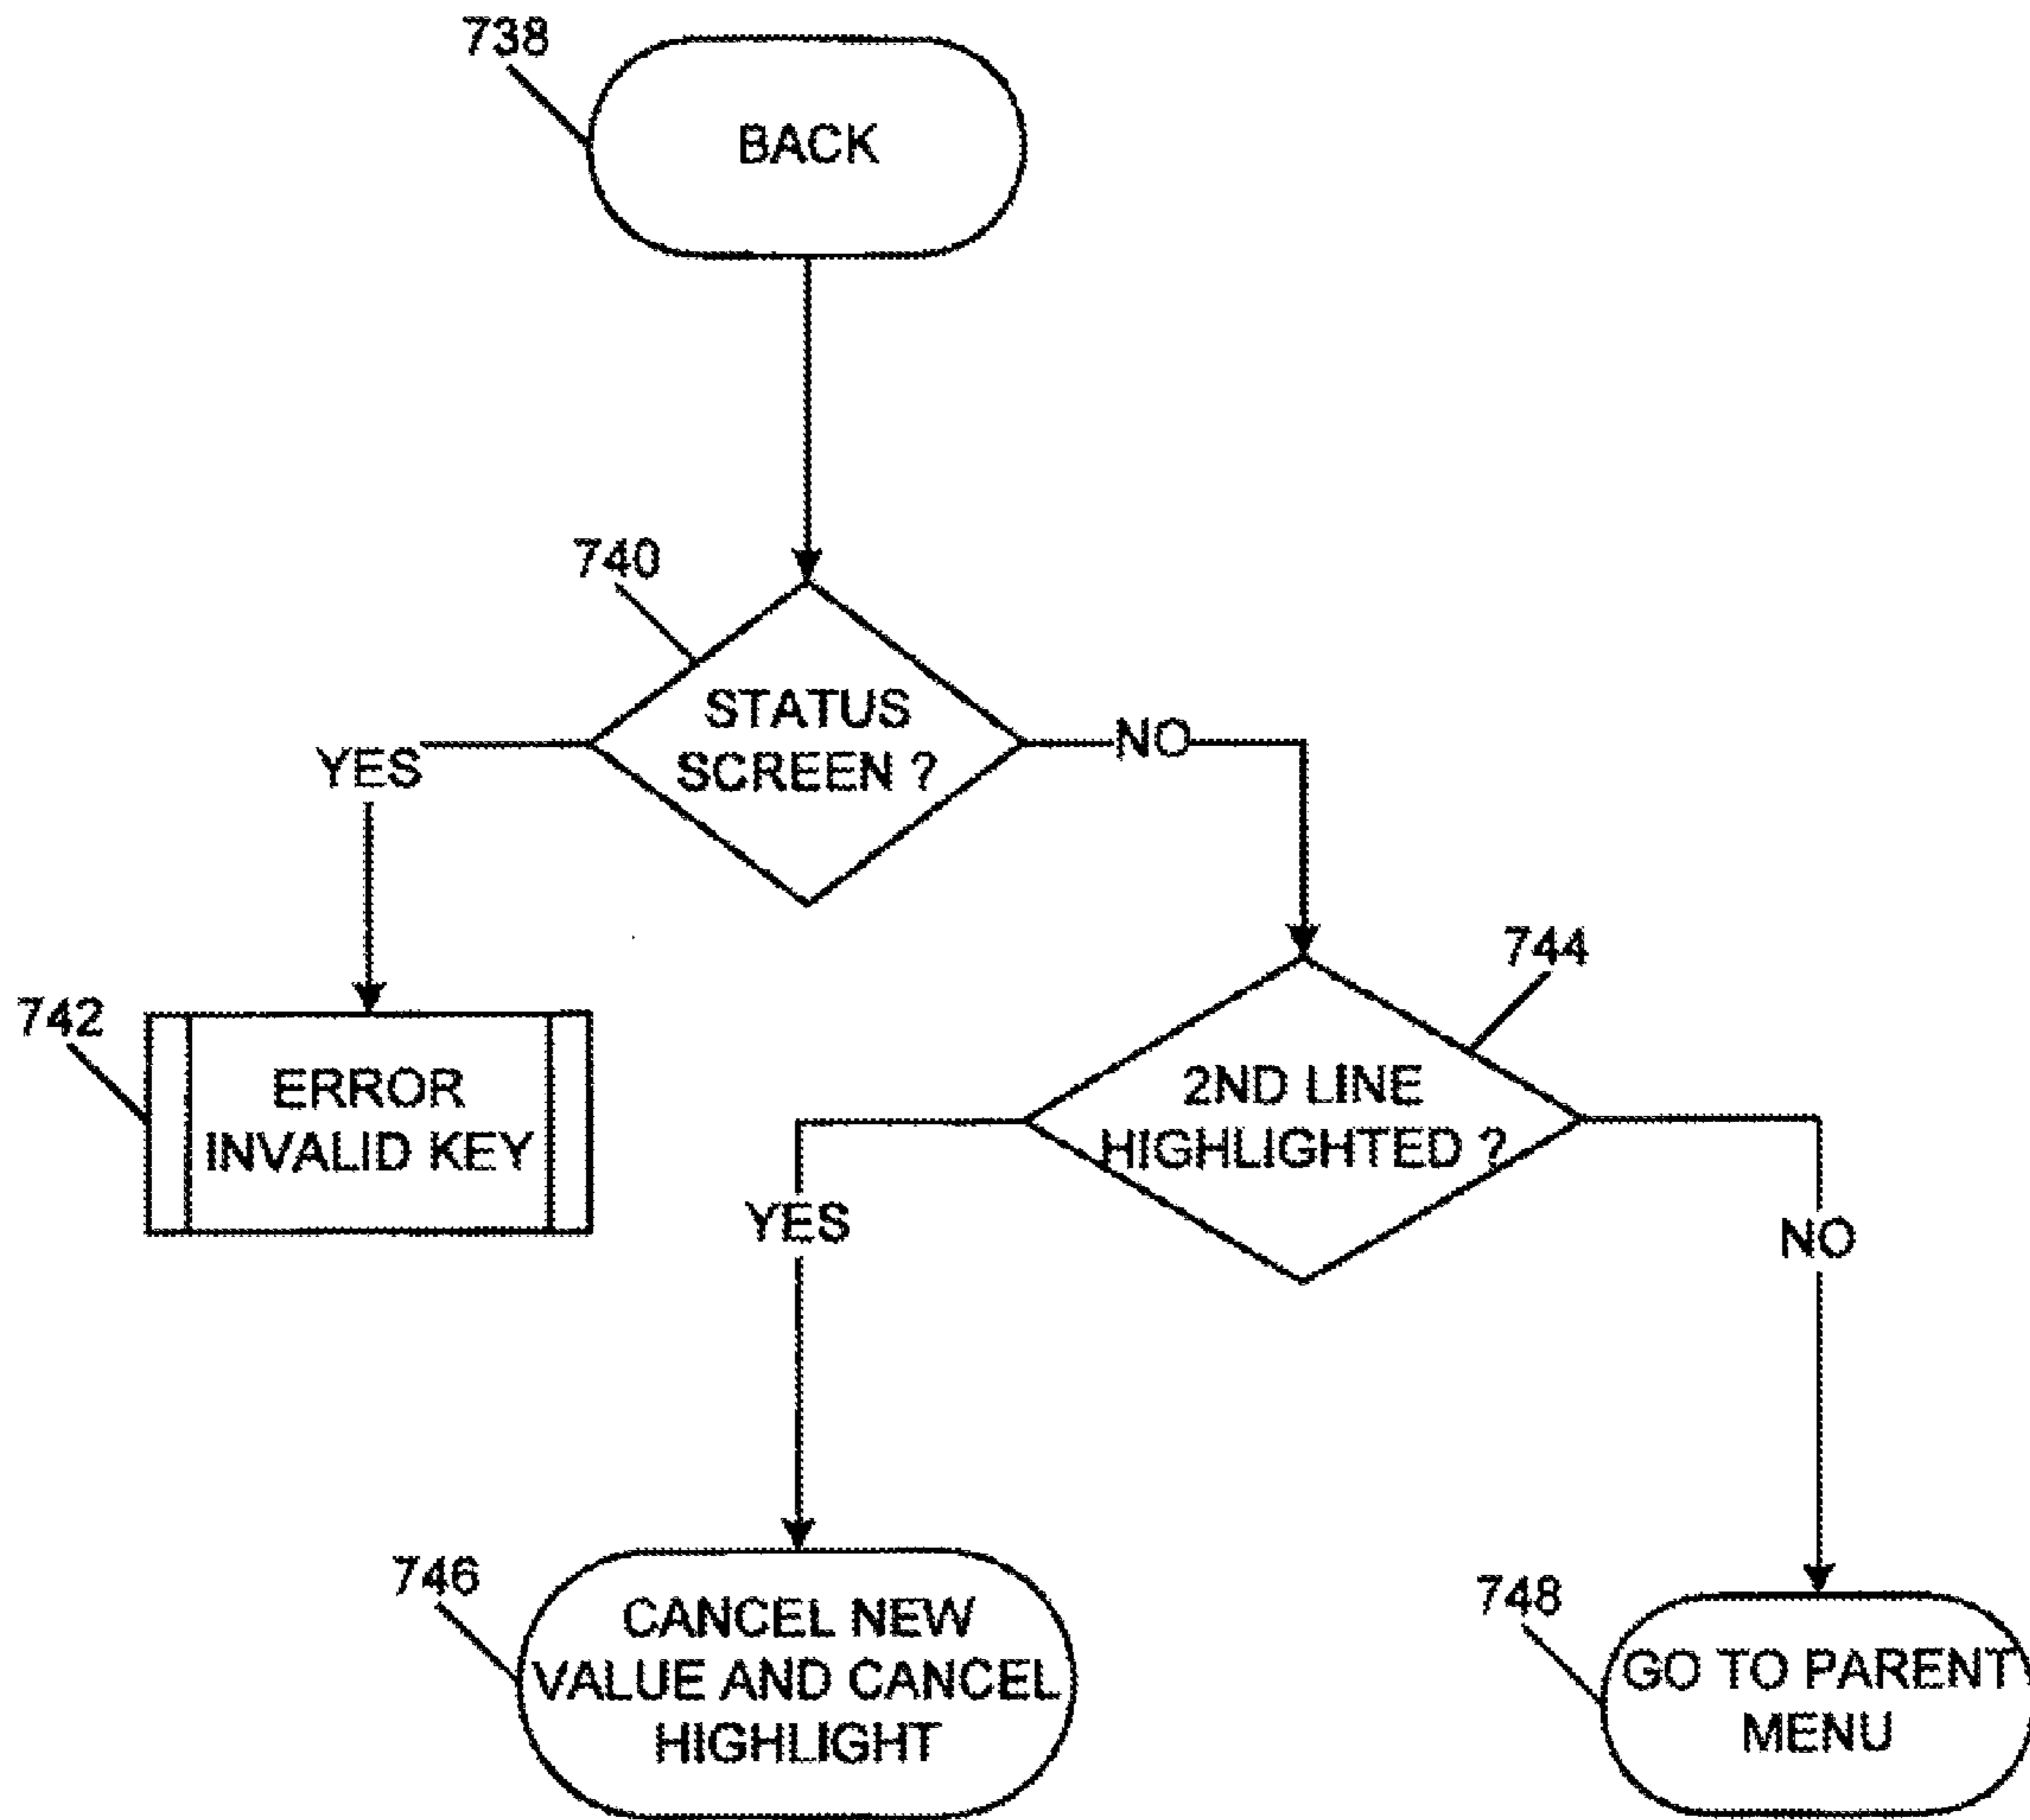 738
BACK
740
STATUS
SCREEN ?
YES
NO
742
ERROR
INVALID KEY
744
2ND LINE
HIGHLIGHTED ?
YES
NO
746
CANCEL NEW
VALUE AND CANCEL
HIGHLIGHT
748
GO TO PARENT
MENU